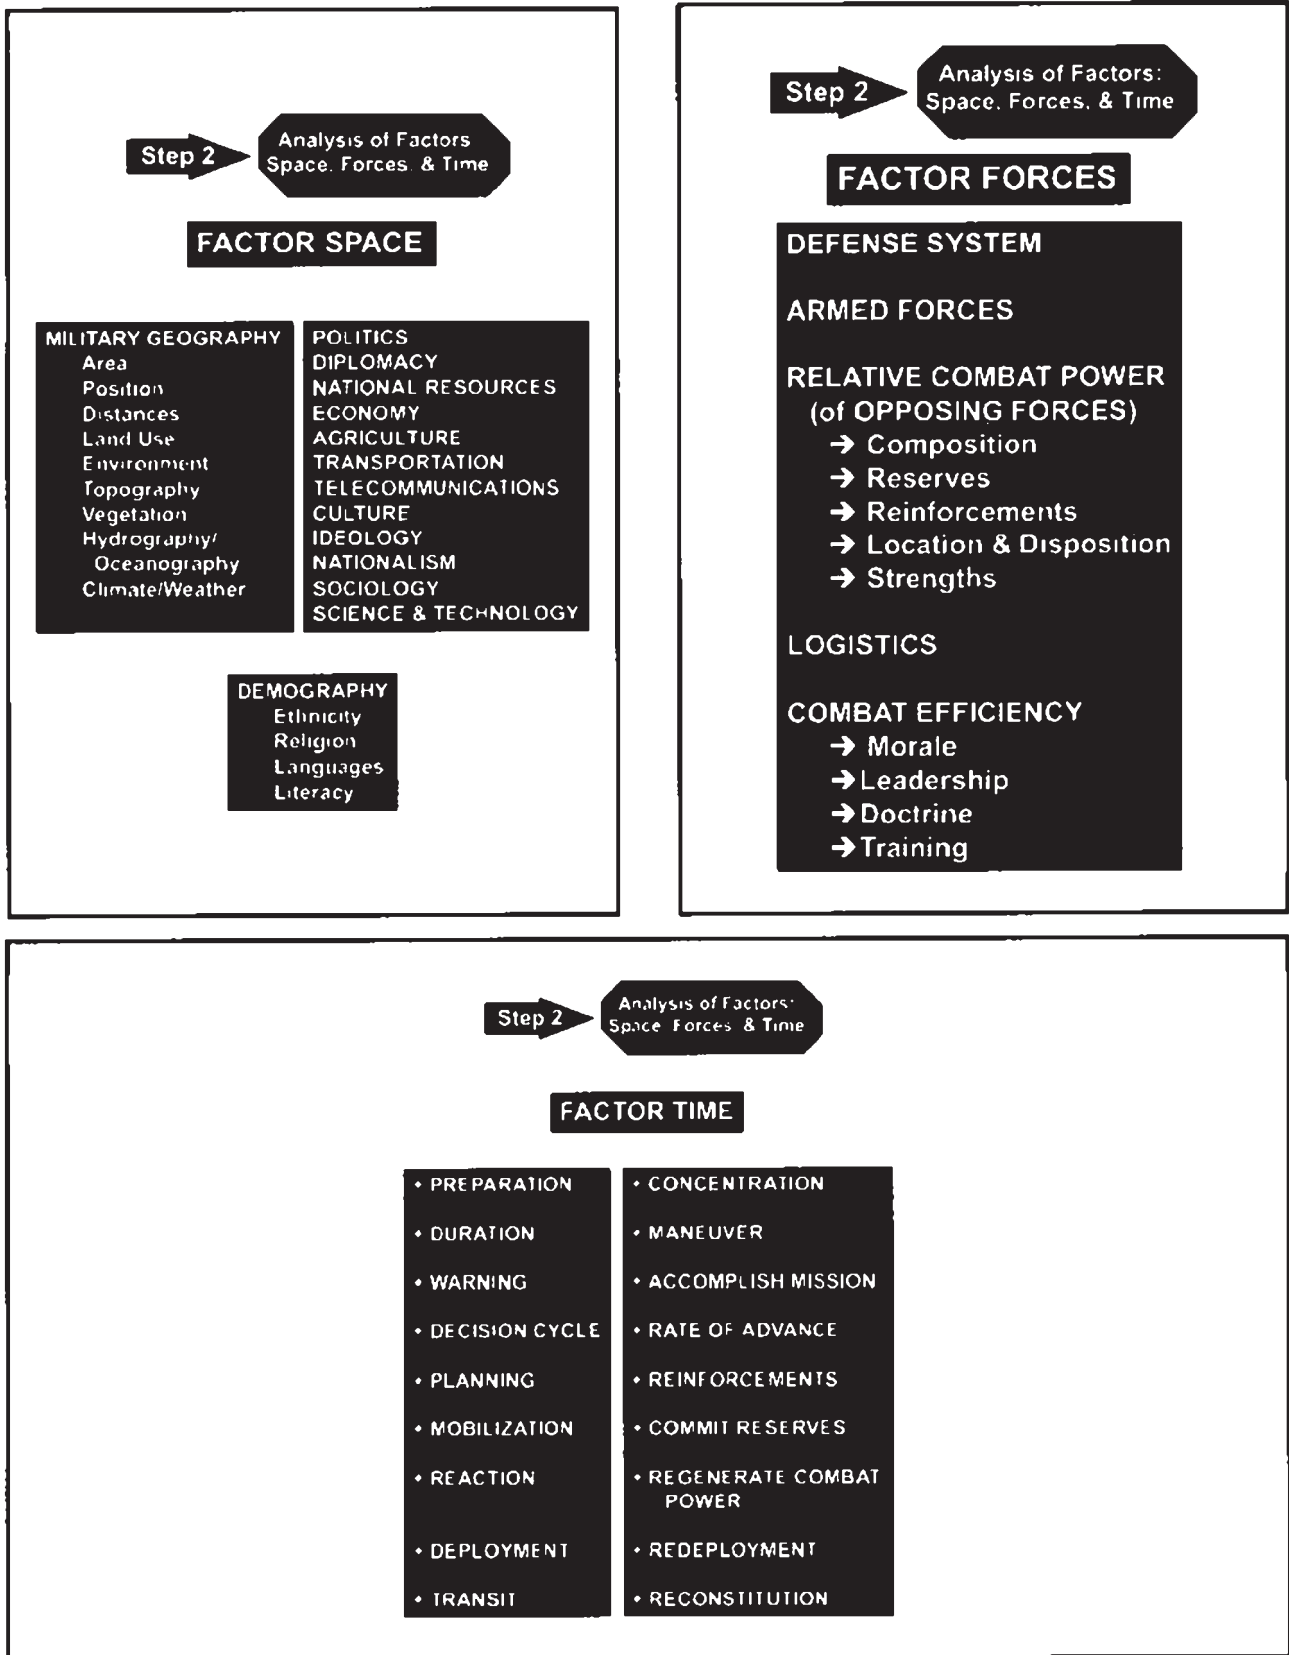 Step 2
Analysis of Factors
Space, Forces, & Time
FACTOR SPACE
MILITARY GEOGRAPHY
Area
Position
Distances
Land Use
Environment
Topography
Vegetation
Hydrography/
Oceanography
Climate/Weather
POLITICS
DIPLOMACY
NATIONAL RESOURCES
ECONOMY
AGRICULTURE
TRANSPORTATION
TELECOMMUNICATIONS
CULTURE
IDEOLOGY
NATIONALISM
SOCIOLOGY
SCIENCE & TECHNOLOGY
DEMOGRAPHY
Ethnicity
Religion
Languages
Literacy
Step 2
Analysis of Factors:
Space, Forces, & Time
FACTOR FORCES
DEFENSE SYSTEM
ARMED FORCES
RELATIVE COMBAT POWER
(of OPPOSING FORCES)
→ Composition
→ Reserves
→ Reinforcements
→ Location & Disposition
→ Strengths
LOGISTICS
COMBAT EFFICIENCY
→ Morale
→ Leadership
→ Doctrine
→ Training
Step 2
Analysis of Factors:
Space Forces & Time
FACTOR TIME
• PREPARATION
• DURATION
• WARNING
• DECISION CYCLE
• PLANNING
• MOBILIZATION
• REACTION
• DEPLOYMENT
• TRANSIT
• CONCENTRATION
• MANEUVER
• ACCOMPLISH MISSION
• RATE OF ADVANCE
• REINFORCEMENTS
• COMMIT RESERVES
• REGENERATE COMBAT
POWER
• REDEPLOYMENT
• RECONSTITUTION